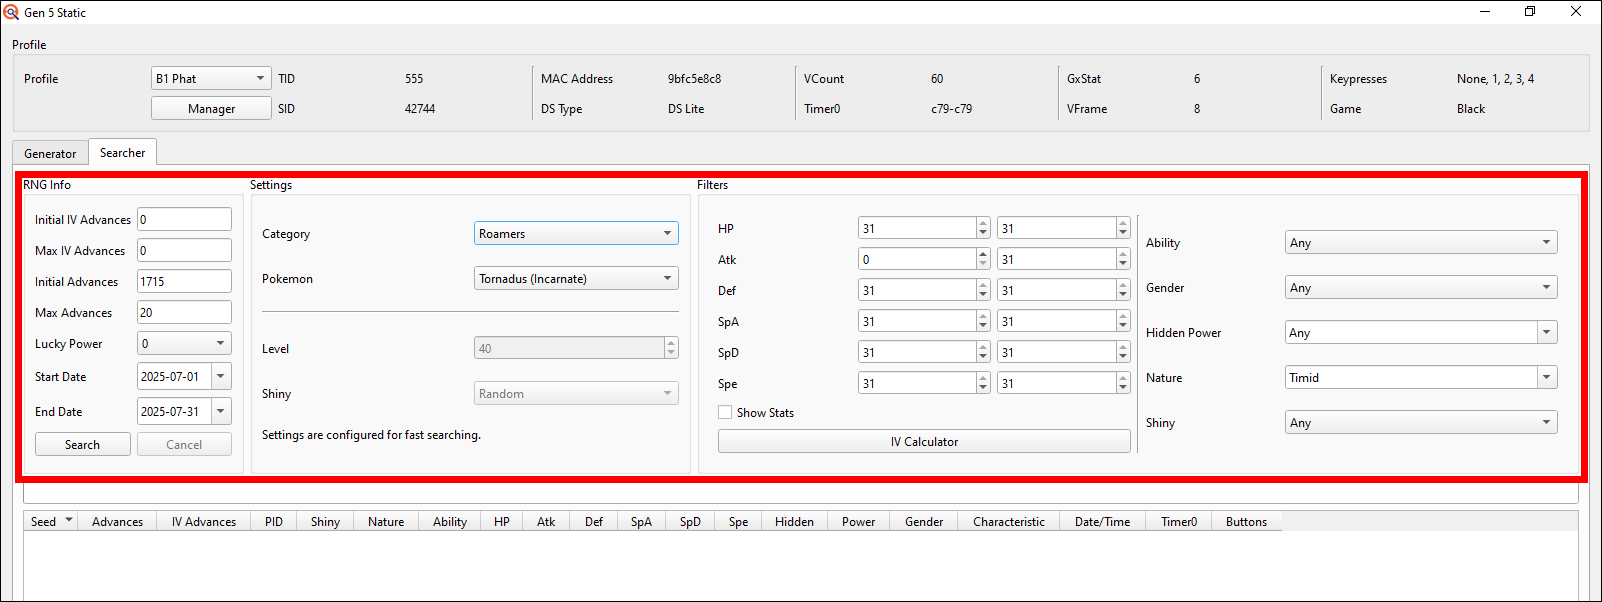 Gen 5 Static
Profile
Profile B1 Phat TID 555 MAC Address 9bfc5e8c8 VCount 60 GxStat 6 Keypresses None, 1, 2, 3, 4
Manager SID 42744 DS Type DS Lite Timer0 c79-c79 VFrame 8 Game Black
Generator Searcher
RNG Info
Initial IV Advances 0
Max IV Advances 0
Initial Advances 1715
Max Advances 20
Lucky Power 0
Start Date 2025-07-01
End Date 2025-07-31
Search Cancel
Settings
Category Roamers
Pokemon Tornadus (Incarnate)
Level 40
Shiny Random
Settings are configured for fast searching.
Filters
HP 31 31
Atk 0 31
Def 31 31
SpA 31 31
SpD 31 31
Spe 31 31
Show Stats
IV Calculator
Ability Any
Gender Any
Hidden Power Any
Nature Timid
Shiny Any
Seed Advances IV Advances PID Shiny Nature Ability HP Atk Def SpA SpD Spe Hidden Power Gender Characteristic Date/Time Timer0 Buttons